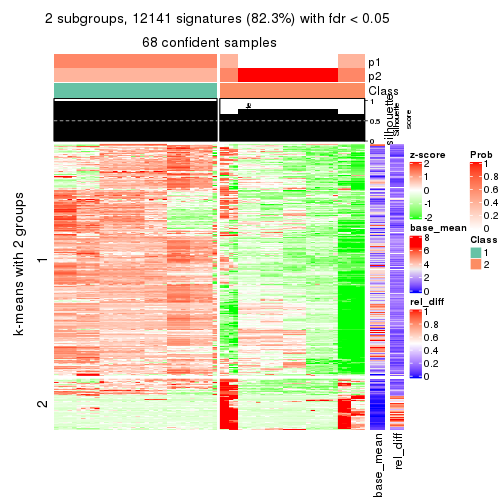 2 subgroups, 12141 signatures (82.3%) with fdr < 0.05
68 confident samples
p1
p2
Class
1
0.5
0
silhouette
Silhouette
score
k-means with 2 groups
1
2
z-score
2
1
0
-1
-2
base_mean
8
6
4
2
0
rel_diff
1
0.8
0.6
0.4
0.2
0
Prob
1
0.8
0.6
0.4
0.2
0
Class
1
2
base_mean
rel_diff